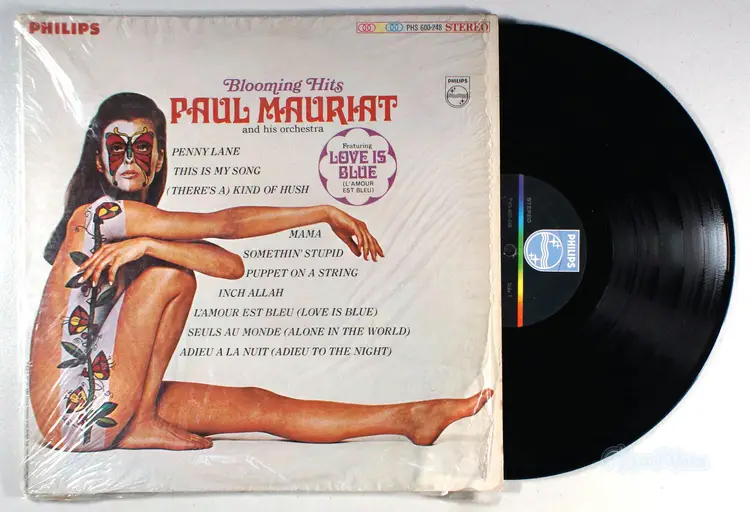 PHILIPS
PHS 600-248 STEREO
Blooming Hits
PAUL MAURIAT
and his orchestra
PHILIPS
Featuring
LOVE IS
BLUE
(L'AMOUR
EST BLEU)
PENNY LANE
THIS IS MY SONG
(THERE'S A) KIND OF HUSH
MAMA
SOMETHIN' STUPID
PUPPET ON A STRING
INCH ALLAH
L'AMOUR EST BLEU (LOVE IS BLUE)
SEULS AU MONDE (ALONE IN THE WORLD)
ADIEU A LA NUIT (ADIEU TO THE NIGHT)
STEREO
PHILIPS
Side 1